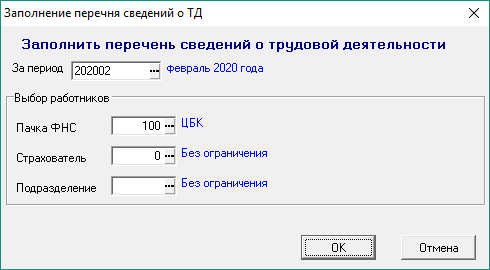 Заполнение перечня сведений о ТД
Заполнить перечень сведений о трудовой деятельности
За период 202002 ... февраль 2020 года
Выбор работников
Пачка ФНС 100 ... ЦБК
Страхователь 0 ... Без ограничения
Подразделение ... Без ограничения
OK Отмена